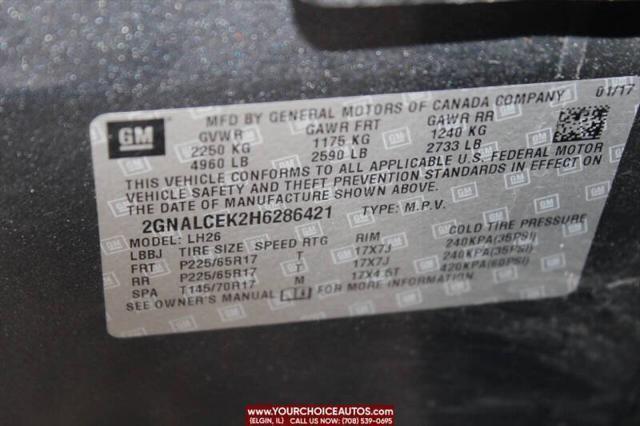 GM
MFD BY GENERAL MOTORS OF CANADA COMPANY 01/17
GVWR GAWR FRT GAWR RR
2250 KG 1175 KG 1240 KG
4960 LB 2590 LB 2733 LB
THIS VEHICLE CONFORMS TO ALL APPLICABLE U.S. FEDERAL MOTOR
VEHICLE SAFETY AND THEFT PREVENTION STANDARDS IN EFFECT ON
THE DATE OF MANUFACTURE SHOWN ABOVE.
2GNALCEK2H6286421 TYPE: M.P.V.
MODEL: LH26
LBBJ TIRE SIZE SPEED RTG RIM COLD TIRE PRESSURE
FRT P225/65R17 T 17X7J 240KPA(35PSI)
RR P225/65R17 T 17X7J 240KPA(35PSI)
SPA T145/70R17 M 17X4.5T 420KPA(60PSI)
SEE OWNER'S MANUAL FOR MORE INFORMATION
WWW.YOURCHOICEAUTOS.COM
(ELGIN, IL) (708) 539-0695